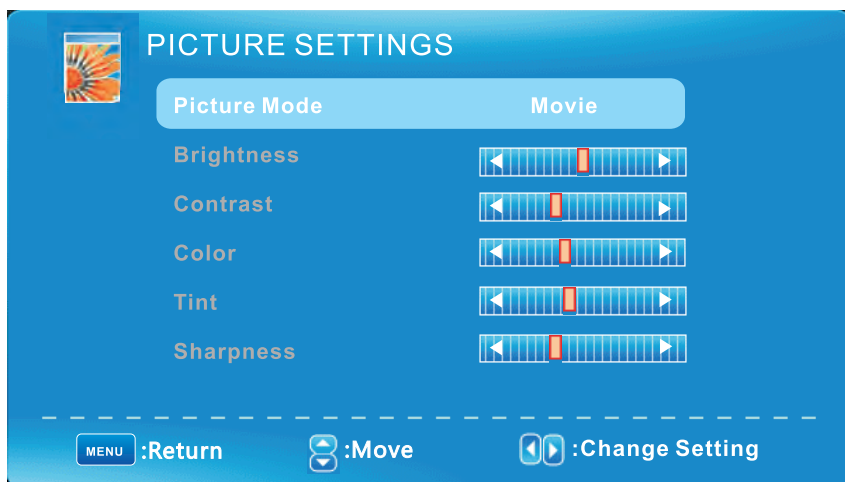 PICTURE SETTINGS
Picture Mode Movie
Brightness
Contrast
Color
Tint
Sharpness
MENU :Return :Move :Change Setting